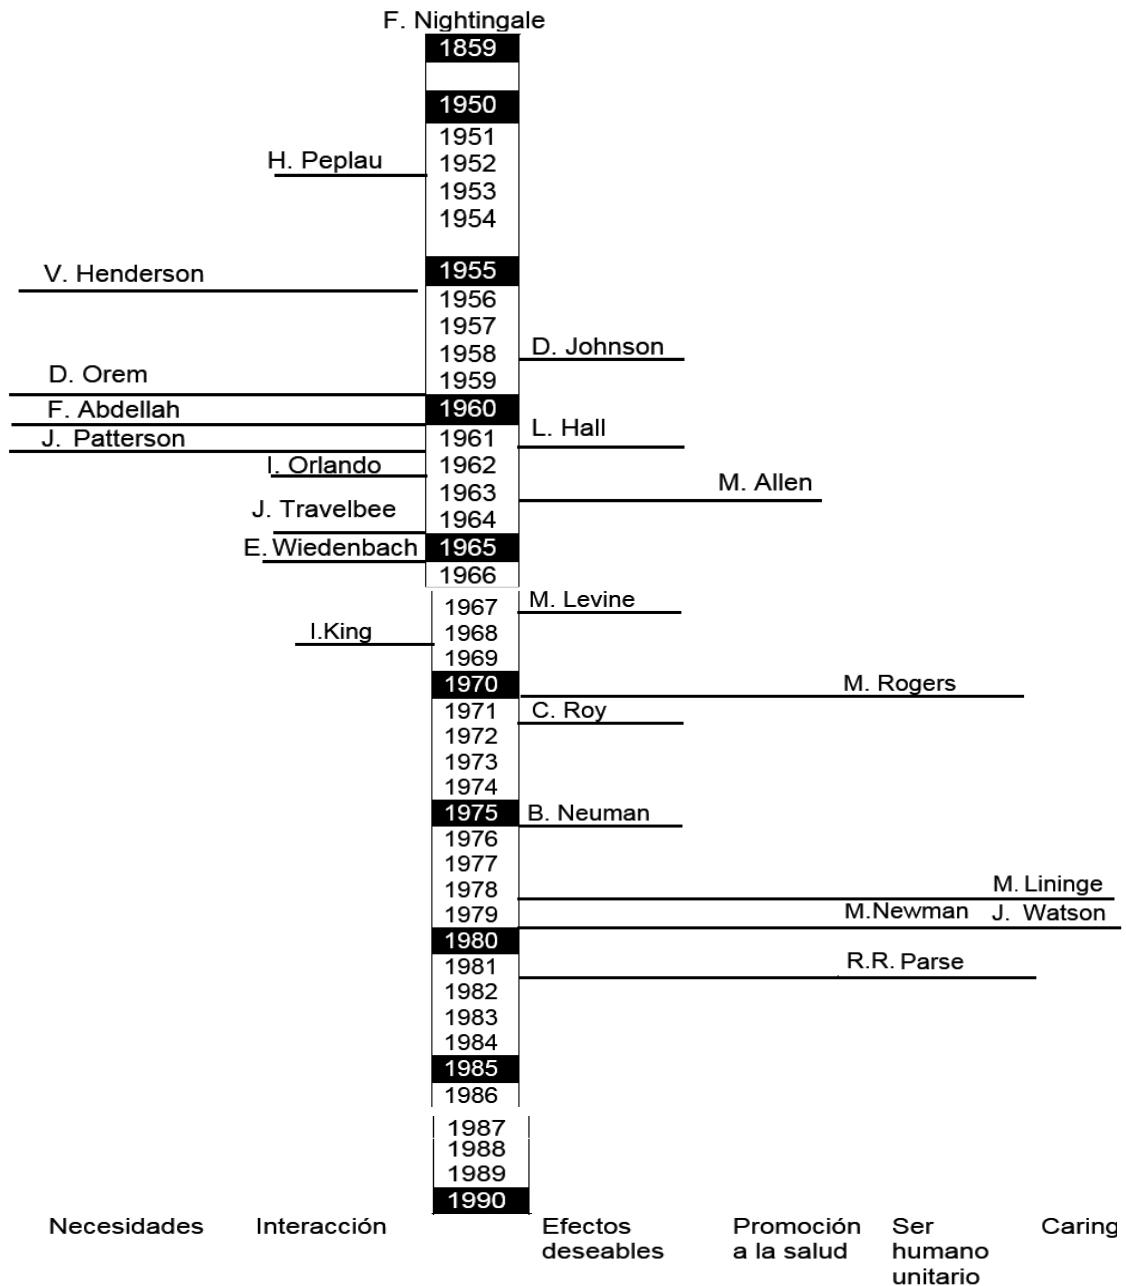 F. Nightingale
1859
1950
1951
H. Peplau
1952
1953
1954
V. Henderson
1955
1956
1957
D. Johnson
1958
D. Orem
1959
F. Abdellah
1960
L. Hall
J. Patterson
1961
I. Orlando
1962
M. Allen
1963
J. Travelbee
1964
E. Wiedenbach
1965
1966
M. Levine
1967
I.King
1968
1969
1970
M. Rogers
1971
C. Roy
1972
1973
1974
1975
B. Neuman
1976
1977
1978
M. Lininge
1979
M.Newman
J. Watson
1980
1981
R.R. Parse
1982
1983
1984
1985
1986
1987
1988
1989
1990
Necesidades
Interacción
Efectos
deseables
Promoción
a la salud
Ser
humano
unitario
Caring